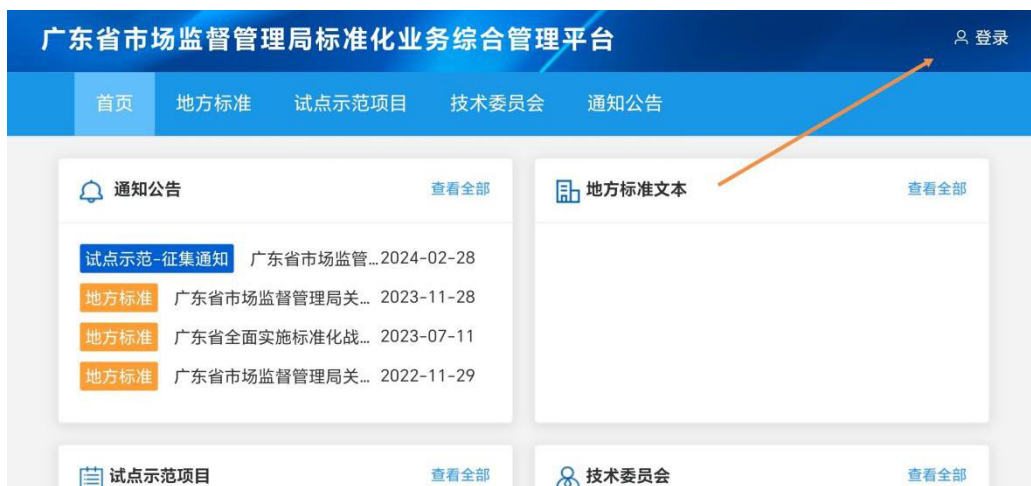 广东省市场监督管理局标准化业务综合管理平台
登录
首页 地方标准 试点示范项目 技术委员会 通知公告
通知公告 查看全部
试点示范-征集通知 广东省市场监管... 2024-02-28
地方标准 广东省市场监督管理局关... 2023-11-28
地方标准 广东省全面实施标准化战... 2023-07-11
地方标准 广东省市场监督管理局关... 2022-11-29
地方标准文本 查看全部
试点示范项目 查看全部
技术委员会 查看全部